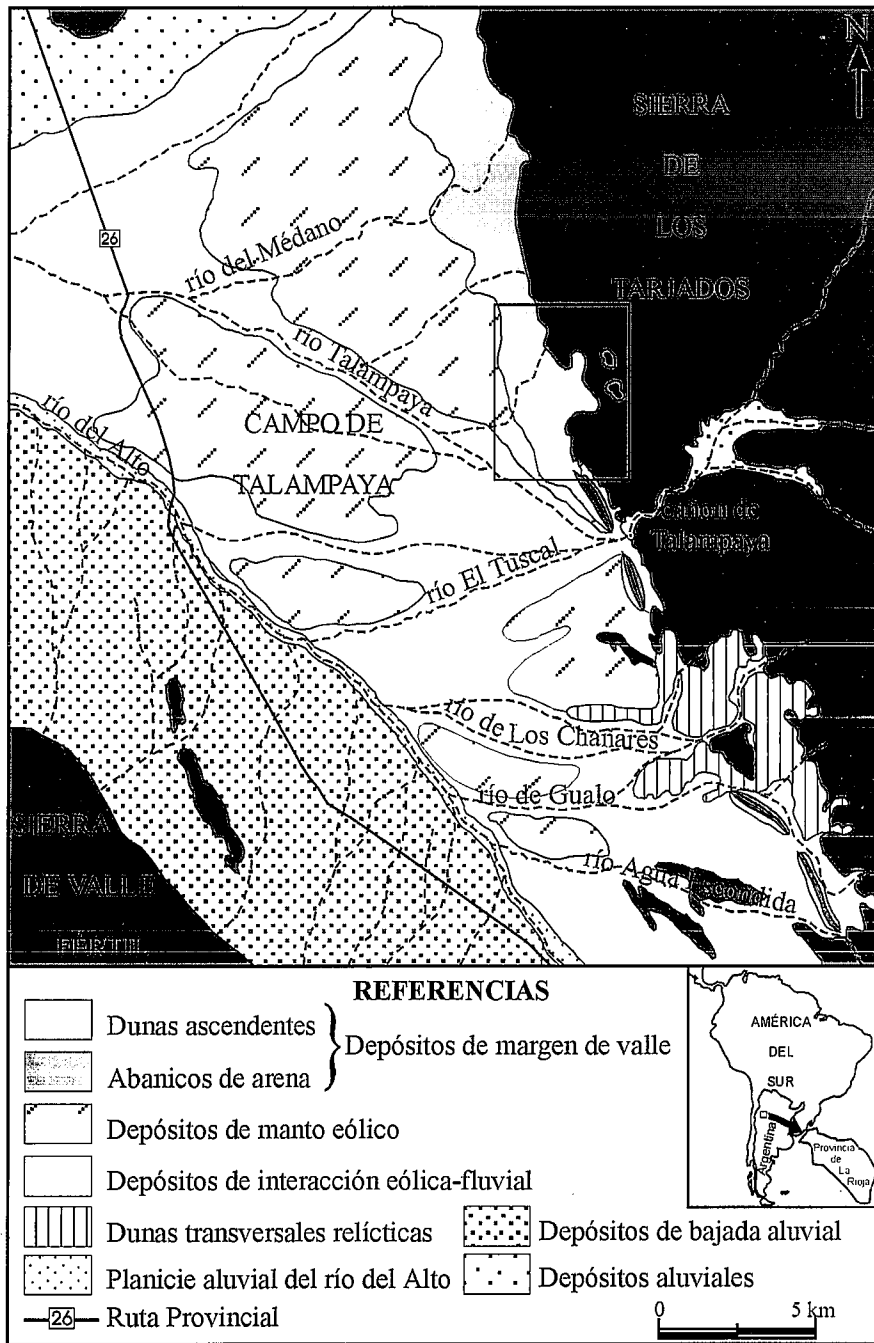 N
SIERRA
DE
LOS
TARJADOS
26
río del Médano
río Talampaya
río del Alto
CAMPO DE
TALAMPAYA
cañon de
Talampaya
río El Tuscal
río de Los Chañares
río de Gualo
río Agua Escondida
SIERRA
DE VALLE
FÉRTIL
REFERENCIAS
Dunas ascendentes
Abanicos de arena
Depósitos de margen de valle
Depósitos de manto eólico
Depósitos de interacción eólica-fluvial
Dunas transversales relícticas
Depósitos de bajada aluvial
Planicie aluvial del río del Alto
Depósitos aluviales
26 Ruta Provincial
0 5 km
AMÉRICA
DEL
SUR
Argentina
Provincia
de
La
Rioja